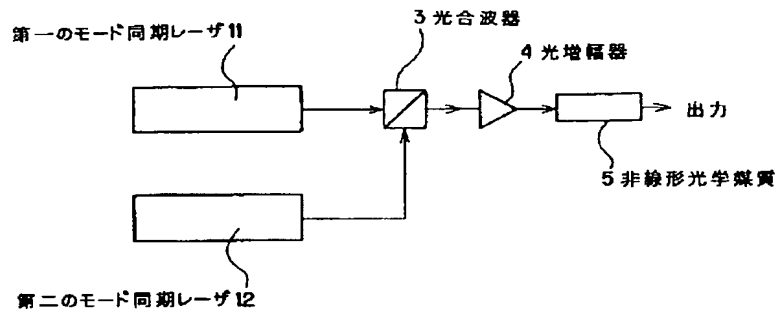 3 光合波器
第一のモード同期レーザ 11
4 光増幅器
出力
5 非線形光学媒質
第二のモード同期レーザ 12